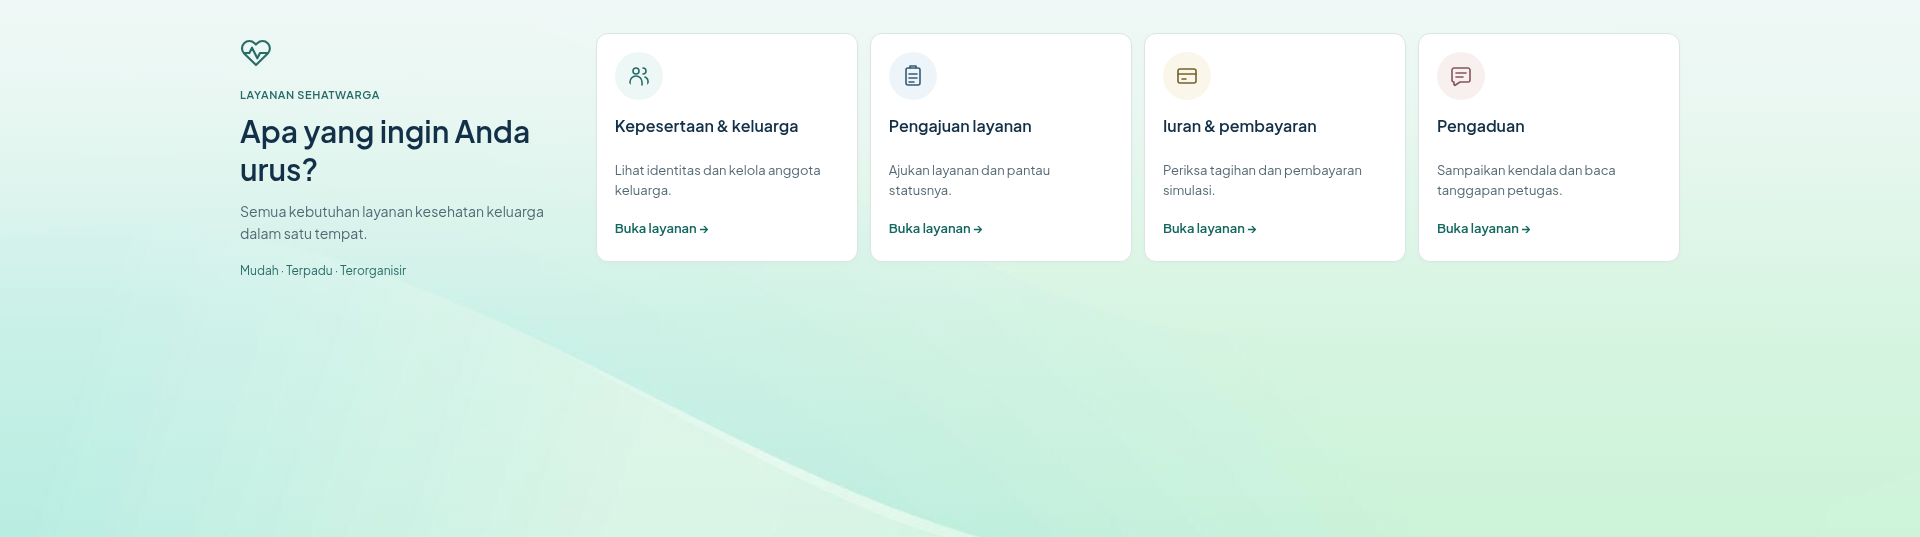 LAYANAN SEHATWARGA
Apa yang ingin Anda
urus?
Semua kebutuhan layanan kesehatan keluarga
dalam satu tempat.
Mudah · Terpadu · Terorganisir
Kepesertaan & keluarga
Lihat identitas dan kelola anggota
keluarga.
Buka layanan →
Pengajuan layanan
Ajukan layanan dan pantau
statusnya.
Buka layanan →
Iuran & pembayaran
Periksa tagihan dan pembayaran
simulasi.
Buka layanan →
Pengaduan
Sampaikan kendala dan baca
tanggapan petugas.
Buka layanan →